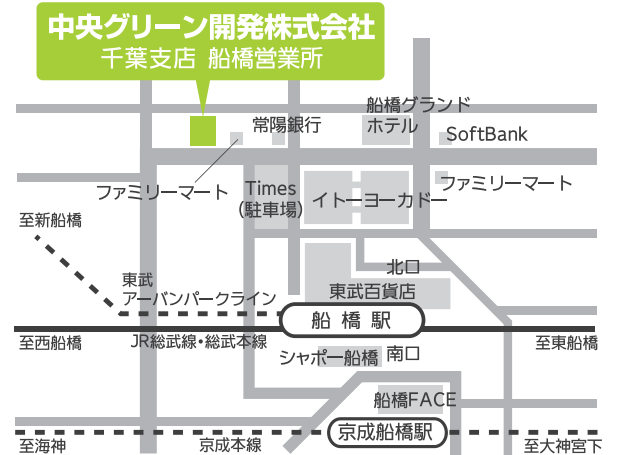 中央グリーン開発株式会社
千葉支店 船橋営業所
船橋グランド
ホテル
常陽銀行
SoftBank
ファミリーマート
Times
(駐車場)
イトーヨーカドー
ファミリーマート
至新船橋
東武
アーバンパークライン
北口
東武百貨店
船橋駅
至西船橋
JR総武線・総武本線
至東船橋
シャポー船橋
南口
船橋FACE
京成船橋駅
至海神
京成本線
至大神宮下